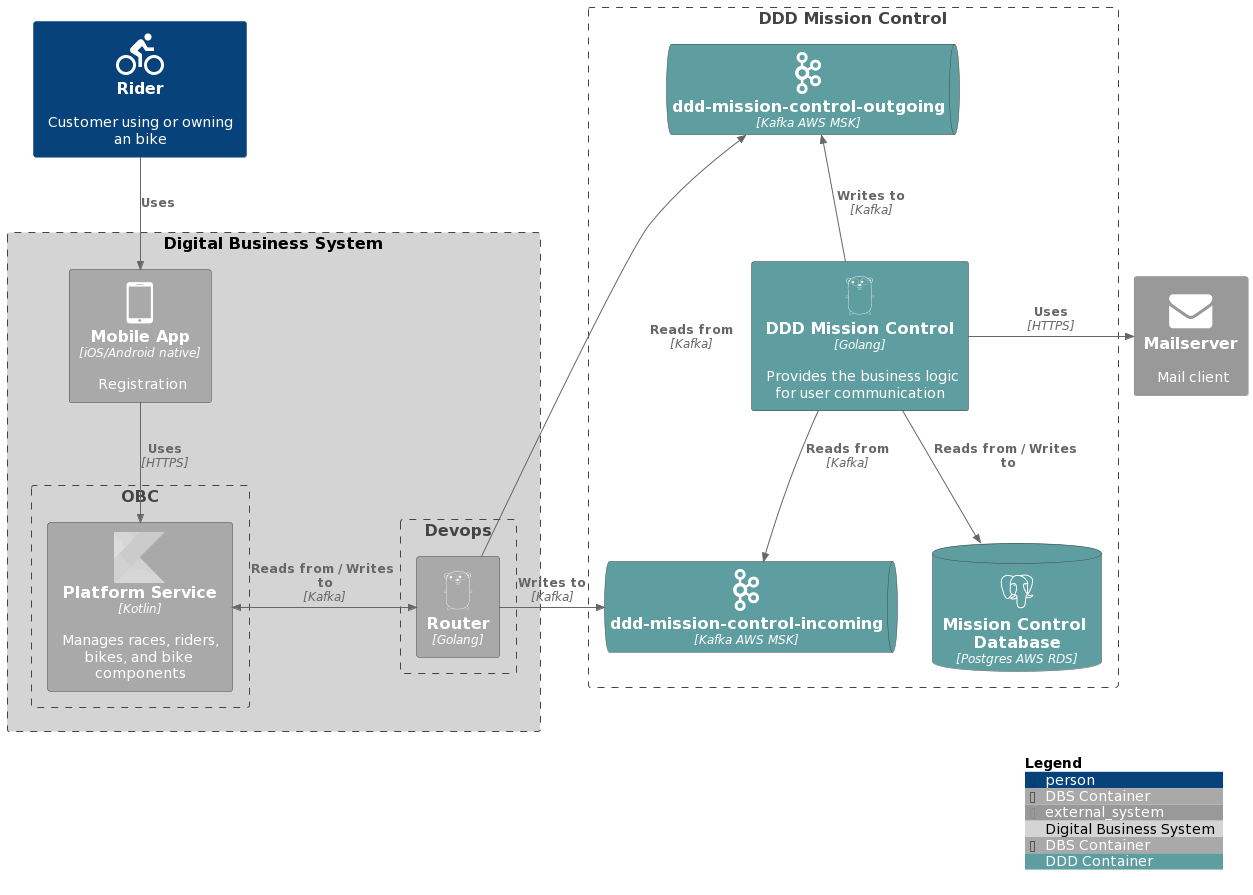 Rider
Customer using or owning
an bike
Uses
Digital Business System
Mobile App
[iOS/Android native]
Registration
Uses
[HTTPS]
OBC
Platform Service
[Kotlin]
Manages races, riders,
bikes, and bike
components
Reads from / Writes
to
[Kafka]
Devops
Router
[Golang]
Writes to
[Kafka]
Reads from
[Kafka]
DDD Mission Control
ddd-mission-control-outgoing
[Kafka AWS MSK]
Writes to
[Kafka]
DDD Mission Control
[Golang]
Provides the business logic
for user communication
Uses
[HTTPS]
Mailserver
Mail client
Reads from
[Kafka]
Reads from / Writes
to
ddd-mission-control-incoming
[Kafka AWS MSK]
Mission Control
Database
[Postgres AWS RDS]
Legend
person
DBS Container
external_system
Digital Business System
DBS Container
DDD Container